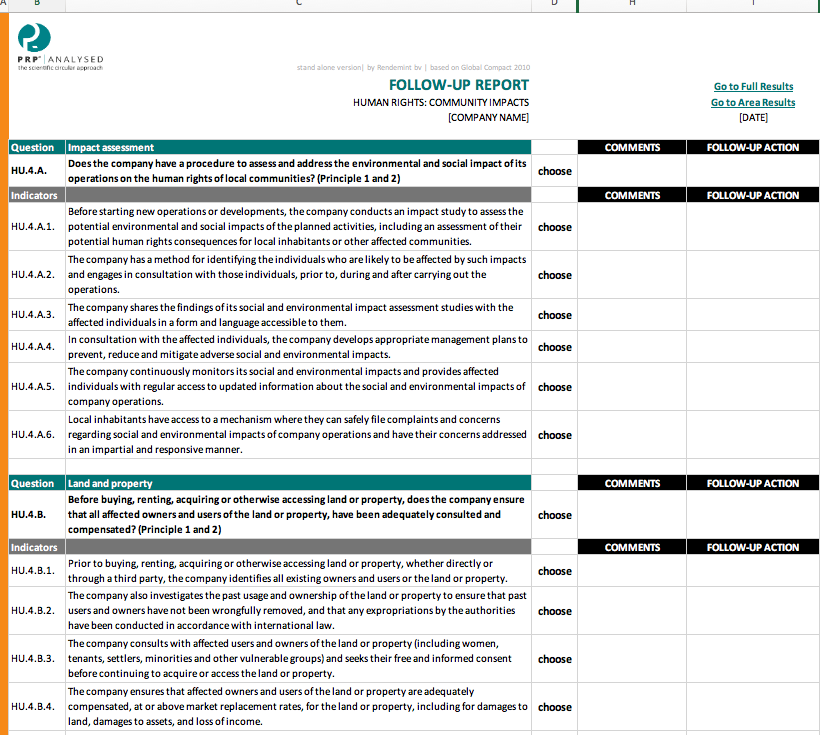 A B C D H I
PRP® ANALYSED
the scientific circular approach
stand alone version| by Rendemint bv | based on Global Compact 2010
FOLLOW-UP REPORT
Go to Full Results
HUMAN RIGHTS: COMMUNITY IMPACTS
Go to Area Results
[COMPANY NAME]
[DATE]
Question Impact assessment COMMENTS FOLLOW-UP ACTION
HU.4.A. Does the company have a procedure to assess and address the environmental and social impact of its
operations on the human rights of local communities? (Principle 1 and 2) choose
Indicators COMMENTS FOLLOW-UP ACTION
Before starting new operations or developments, the company conducts an impact study to assess the
HU.4.A.1. potential environmental and social impacts of the planned activities, including an assessment of their choose
potential human rights consequences for local inhabitants or other affected communities.
The company has a method for identifying the individuals who are likely to be affected by such impacts
HU.4.A.2. and engages in consultation with those individuals, prior to, during and after carrying out the choose
operations.
HU.4.A.3. The company shares the findings of its social and environmental impact assessment studies with the choose
affected individuals in a form and language accessible to them.
HU.4.A.4. In consultation with the affected individuals, the company develops appropriate management plans to choose
prevent, reduce and mitigate adverse social and environmental impacts.
The company continuously monitors its social and environmental impacts and provides affected
HU.4.A.5. individuals with regular access to updated information about the social and environmental impacts of choose
company operations.
Local inhabitants have access to a mechanism where they can safely file complaints and concerns
HU.4.A.6. regarding social and environmental impacts of company operations and have their concerns addressed choose
in an impartial and responsive manner.
Question Land and property COMMENTS FOLLOW-UP ACTION
Before buying, renting, acquiring or otherwise accessing land or property, does the company ensure
HU.4.B. that all affected owners and users of the land or property, have been adequately consulted and choose
compensated? (Principle 1 and 2)
Indicators COMMENTS FOLLOW-UP ACTION
HU.4.B.1. Prior to buying, renting, acquiring or otherwise accessing land or property, whether directly or choose
through a third party, the company identifies all existing owners and users or the land or property.
The company also investigates the past usage and ownership of the land or property to ensure that past
HU.4.B.2. users and owners have not been wrongfully removed, and that any expropriations by the authorities choose
have been conducted in accordance with international law.
The company consults with affected users and owners of the land or property (including women,
HU.4.B.3. tenants, settlers, minorities and other vulnerable groups) and seeks their free and informed consent choose
before continuing to acquire or access the land or property.
The company ensures that affected owners and users of the land or property are adequately
HU.4.B.4. compensated, at or above market replacement rates, for the land or property, including for damages to choose
land, damages to assets, and loss of income.